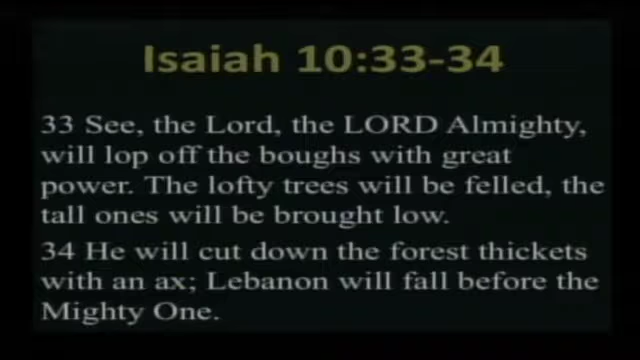 Isaiah 10:33-34
33 See, the Lord, the LORD Almighty,
will lop off the boughs with great
power. The lofty trees will be felled, the
tall ones will be brought low.
34 He will cut down the forest thickets
with an ax; Lebanon will fall before the
Mighty One.